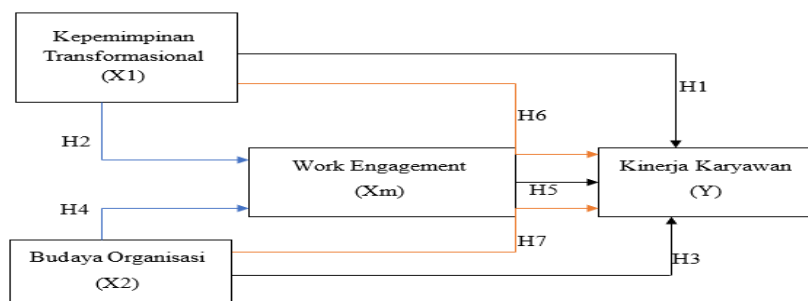 Kepemimpinan
Transformasional
(X1)
H1
H6
H2
Work Engagement
(Xm)
Kinerja Karyawan
(Y)
H5
H4
H7
Budaya Organisasi
(X2)
H3